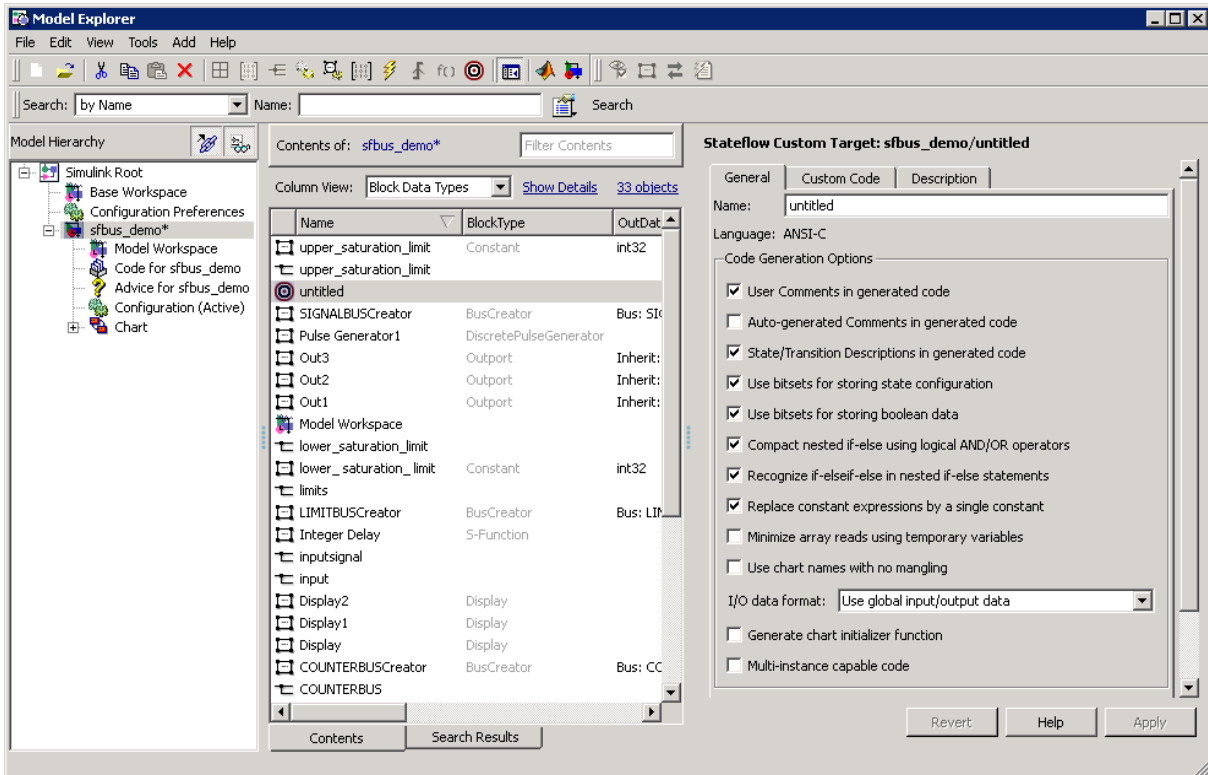 Model Explorer
File Edit View Tools Add Help
Search: by Name Name: Search
Model Hierarchy
Simulink Root
Base Workspace
Configuration Preferences
sfbus_demo*
Model Workspace
Code for sfbus_demo
Advice for sfbus_demo
Configuration (Active)
Chart
Contents of: sfbus_demo* Filter Contents
Column View: Block Data Types Show Details 33 objects
Name BlockType OutDat
upper_saturation_limit Constant int32
upper_saturation_limit
untitled
SIGNALBUSCreator BusCreator Bus: SI
Pulse Generator1 DiscretePulseGenerator
Out3 Outport Inherit:
Out2 Outport Inherit:
Out1 Outport Inherit:
Model Workspace
lower_saturation_limit
lower_ saturation_ limit Constant int32
limits
LIMITBUSCreator BusCreator Bus: LIM
Integer Delay S-Function
inputsignal
input
Display2 Display
Display1 Display
Display Display
COUNTERBUSCreator BusCreator Bus: CO
COUNTERBUS
Contents Search Results
Stateflow Custom Target: sfbus_demo/untitled
General Custom Code Description
Name: untitled
Language: ANSI-C
Code Generation Options
User Comments in generated code
Auto-generated Comments in generated code
State/Transition Descriptions in generated code
Use bitsets for storing state configuration
Use bitsets for storing boolean data
Compact nested if-else using logical AND/OR operators
Recognize if-elseif-else in nested if-else statements
Replace constant expressions by a single constant
Minimize array reads using temporary variables
Use chart names with no mangling
I/O data format: Use global input/output data
Generate chart initializer function
Multi-instance capable code
Revert Help Apply